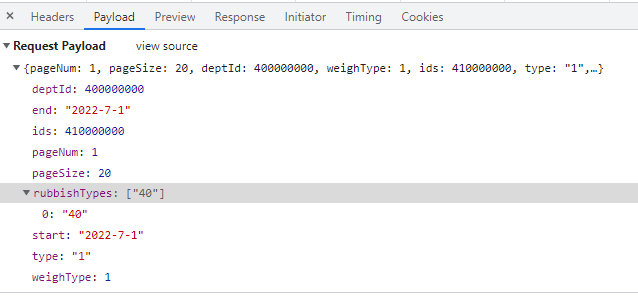 Headers Payload Preview Response Initiator Timing Cookies
Request Payload view source
{pageNum: 1, pageSize: 20, deptId: 400000000, weighType: 1, ids: 410000000, type: "1",…}
deptId: 400000000
end: "2022-7-1"
ids: 410000000
pageNum: 1
pageSize: 20
rubbishTypes: ["40"]
0: "40"
start: "2022-7-1"
type: "1"
weighType: 1